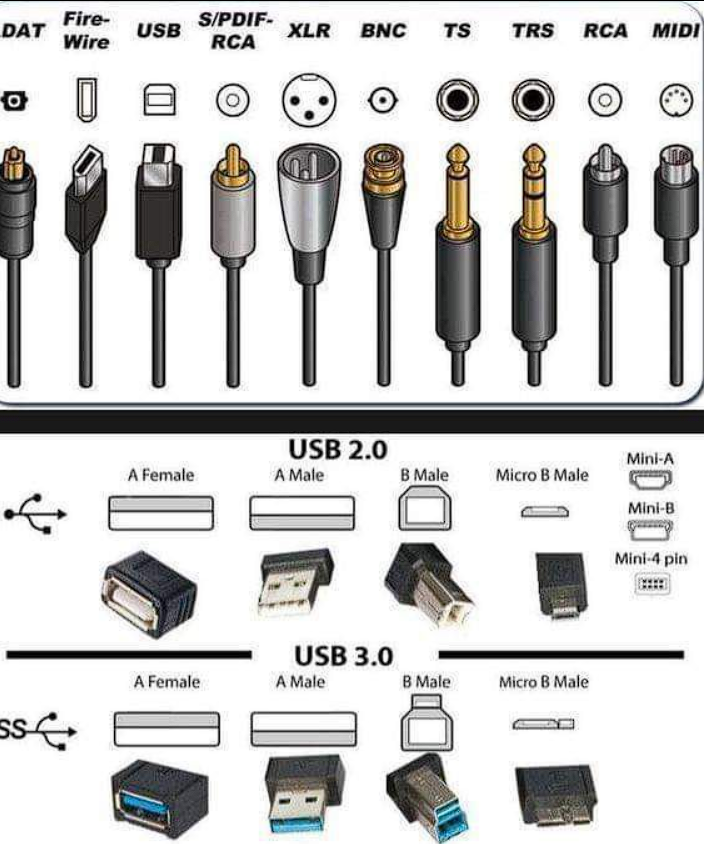 DAT
Fire-
Wire
USB
S/PDIF-
RCA
XLR
BNC
TS
TRS
RCA
MIDI
USB 2.0
A Female
A Male
B Male
Micro B Male
Mini-A
Mini-B
Mini-4 pin
USB 3.0
A Female
A Male
B Male
Micro B Male
SS